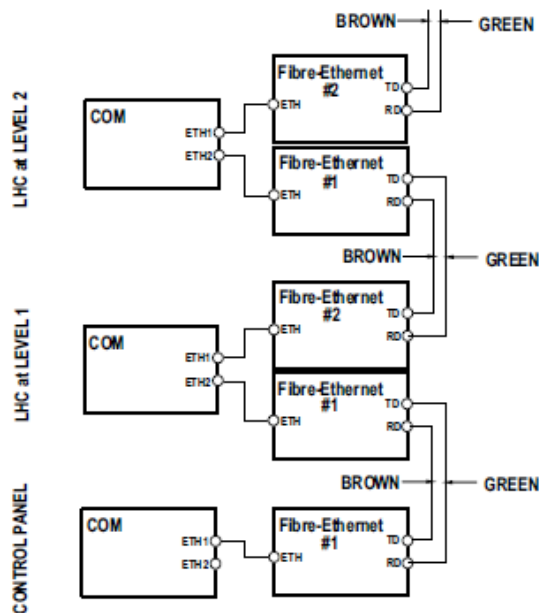 BROWN
GREEN
LHC at LEVEL 2
COM
ETH1
ETH2
Fibre-Ethernet
#2
TD
ETH
RD
Fibre-Ethernet
#1
TD
ETH
RD
BROWN
GREEN
LHC at LEVEL 1
COM
ETH1
ETH2
Fibre-Ethernet
#2
TD
ETH
RD
Fibre-Ethernet
#1
TD
ETH
RD
BROWN
GREEN
CONTROL PANEL
COM
ETH1
ETH2
Fibre-Ethernet
#1
TD
ETH
RD